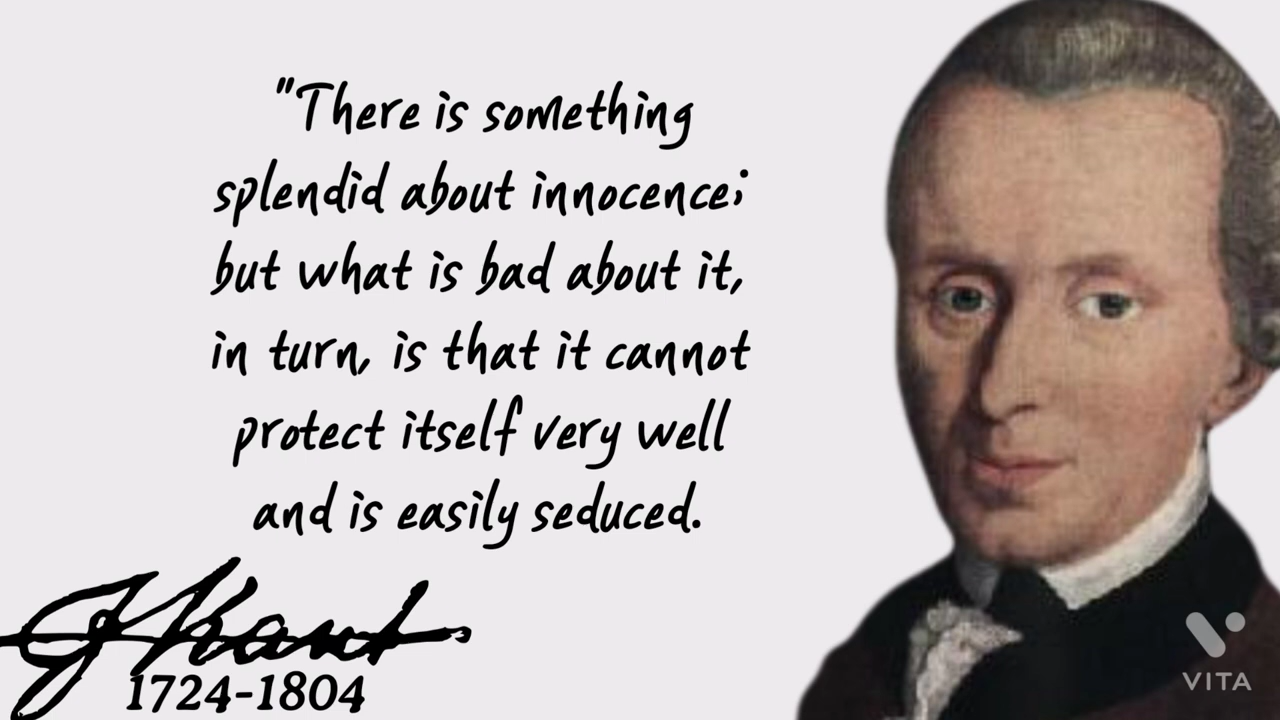 "There is something
splendid about innocence;
but what is bad about it,
in turn, is that it cannot
protect itself very well
and is easily seduced.
I Kant
1724-1804
VITA